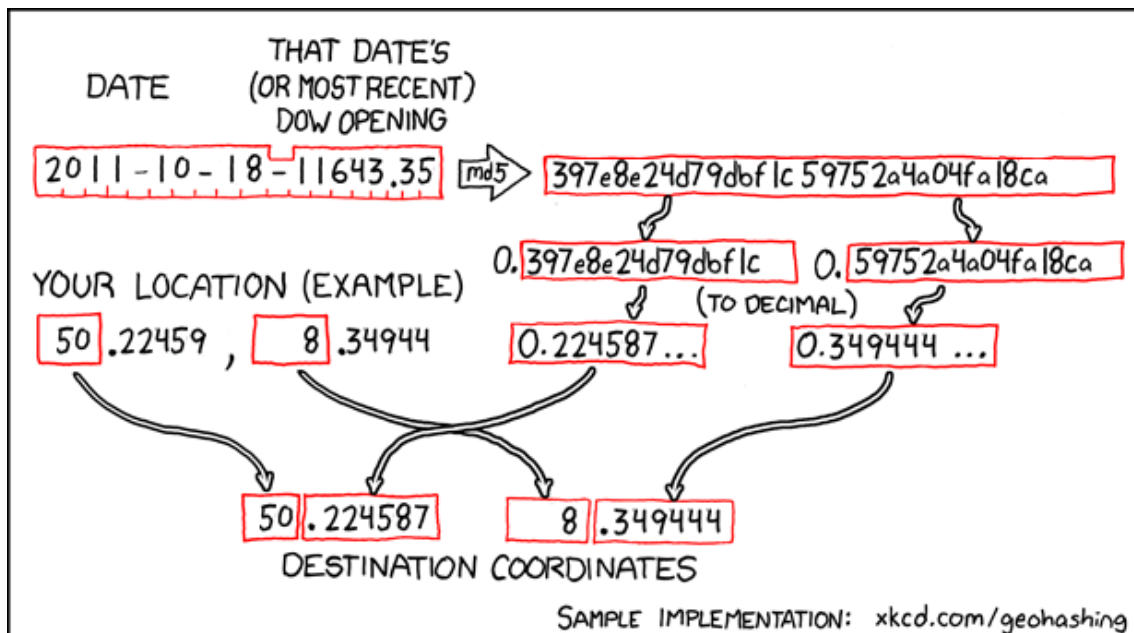 DATE
THAT DATE'S
(OR MOST RECENT)
DOW OPENING
2011-10-18-11643.35
md5
397e8e24d79dbf1c59752a4a04fa18ca
0.397e8e24d79dbf1c
0.59752a4a04fa18ca
YOUR LOCATION (EXAMPLE)
(TO DECIMAL)
50.22459, 8.34944
0.224587...
0.349444...
50.224587
8.349444
DESTINATION COORDINATES
SAMPLE IMPLEMENTATION: xkcd.com/geohashing